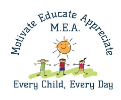 Motivate Educate Appreciate
M.E.A.
Every Child, Every Day